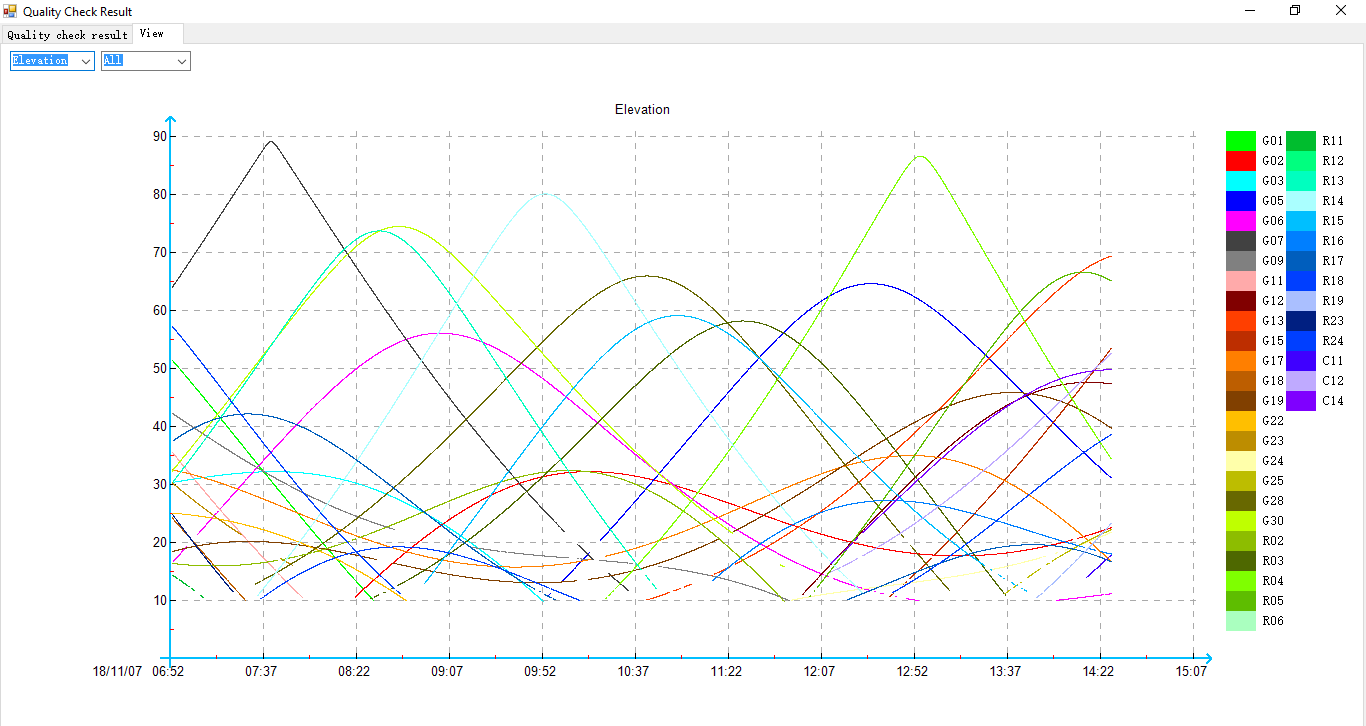 Quality Check Result
Quality check result View
Elevation All
Elevation
90
80
70
60
50
40
30
20
10
18/11/07 06:52 07:37 08:22 09:07 09:52 10:37 11:22 12:07 12:52 13:37 14:22 15:07
G01 R11
G02 R12
G03 R13
G05 R14
G06 R15
G07 R16
G09 R17
G11 R18
G12 R19
G13 R23
G15 R24
G17 C11
G18 C12
G19 C14
G22
G23
G24
G25
G28
G30
R02
R03
R04
R05
R06